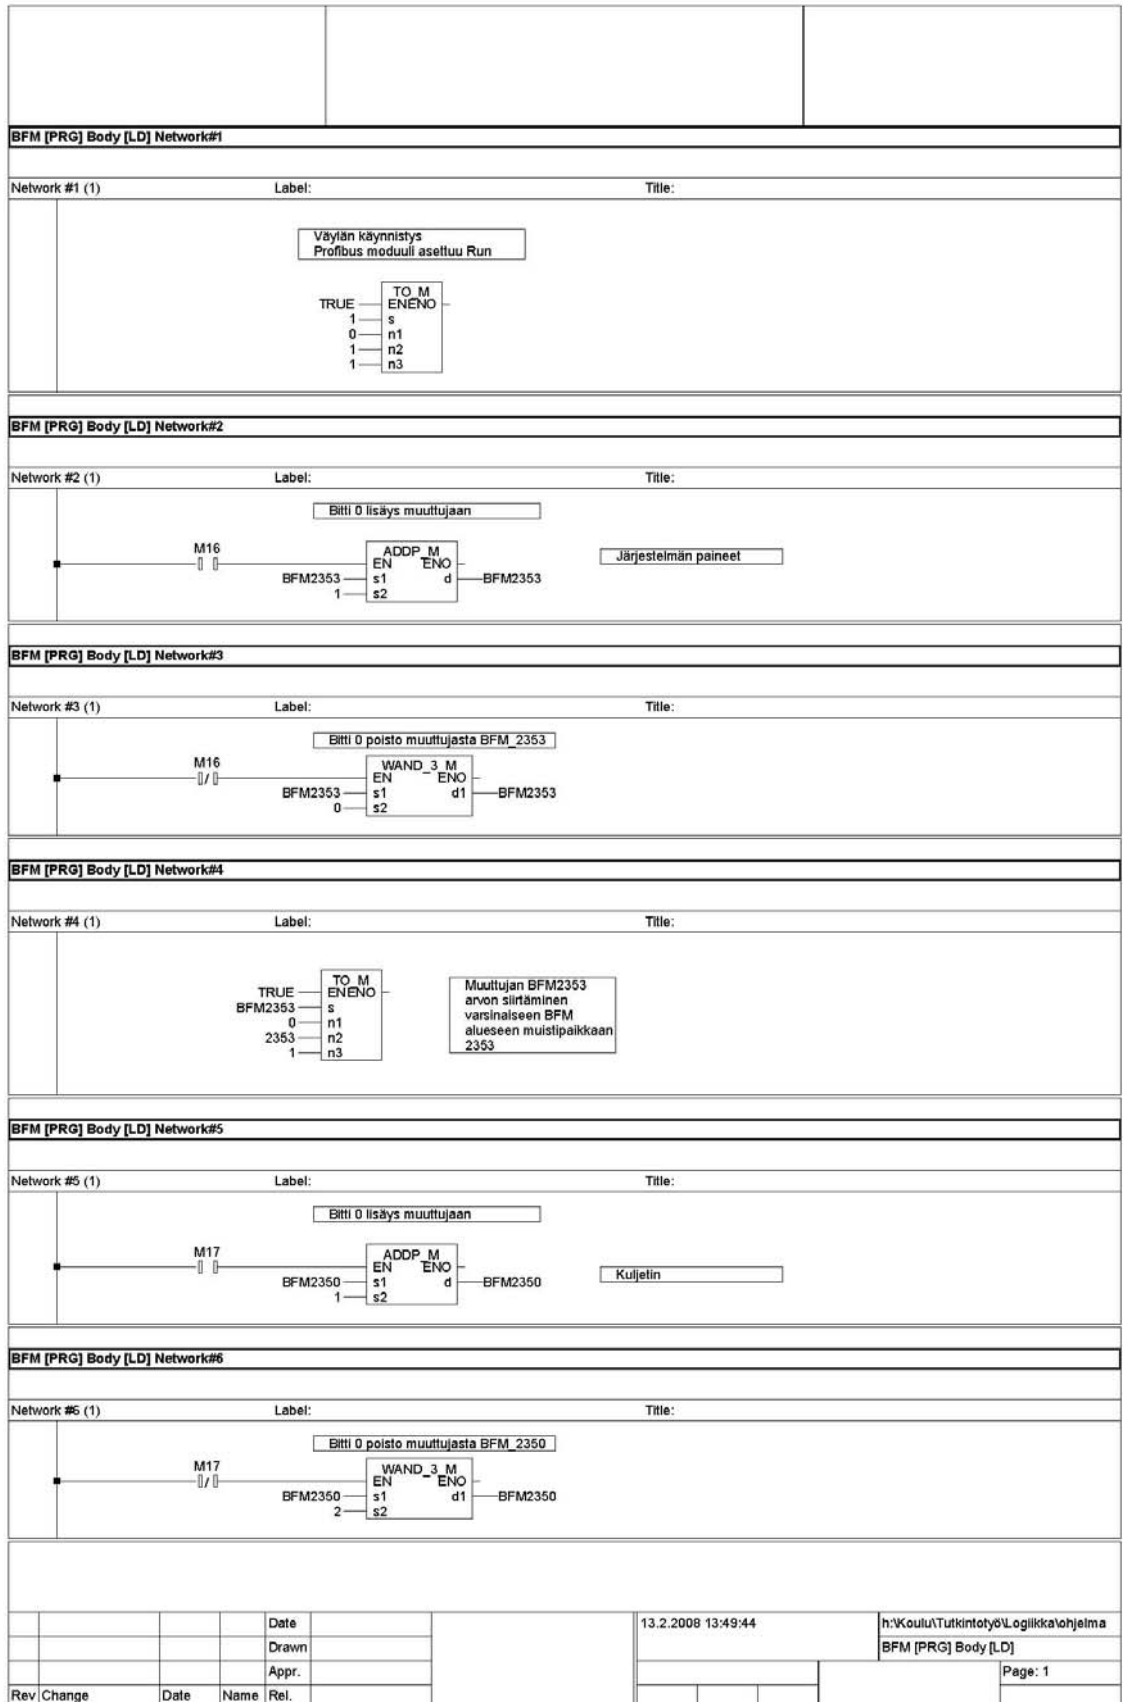 BFM [PRG] Body [LD] Network#1
Network #1 (1) Label: Title:
Väylän käynnistys
Profibus moduuli asettuu Run
TO_M
TRUE EN ENO
1 s
0 n1
1 n2
1 n3
BFM [PRG] Body [LD] Network#2
Network #2 (1) Label: Title:
Bitti 0 lisäys muuttujaan
M16
ADDP_M
EN ENO
Järjestelmän paineet
BFM2353 s1 d BFM2353
1 s2
BFM [PRG] Body [LD] Network#3
Network #3 (1) Label: Title:
Bitti 0 poisto muuttujasta BFM_2353
M16
WAND_3_M
EN ENO
BFM2353 s1 d1 BFM2353
0 s2
BFM [PRG] Body [LD] Network#4
Network #4 (1) Label: Title:
TO_M
TRUE EN ENO
BFM2353 s
0 n1
2353 n2
1 n3
Muuttujan BFM2353
arvon siirtäminen
varsinaiseen BFM
alueseen muistipaikkaan
2353
BFM [PRG] Body [LD] Network#5
Network #5 (1) Label: Title:
Bitti 0 lisäys muuttujaan
M17
ADDP_M
EN ENO
Kuljetin
BFM2350 s1 d BFM2350
1 s2
BFM [PRG] Body [LD] Network#6
Network #6 (1) Label: Title:
Bitti 0 poisto muuttujasta BFM_2350
M17
WAND_3_M
EN ENO
BFM2350 s1 d1 BFM2350
2 s2
Date 13.2.2008 13:49:44 h:\Koulu\Tutkintotyö\Logiikka\ohjelma
Drawn BFM [PRG] Body [LD]
Appr. Page: 1
Rev Change Date Name Rel.